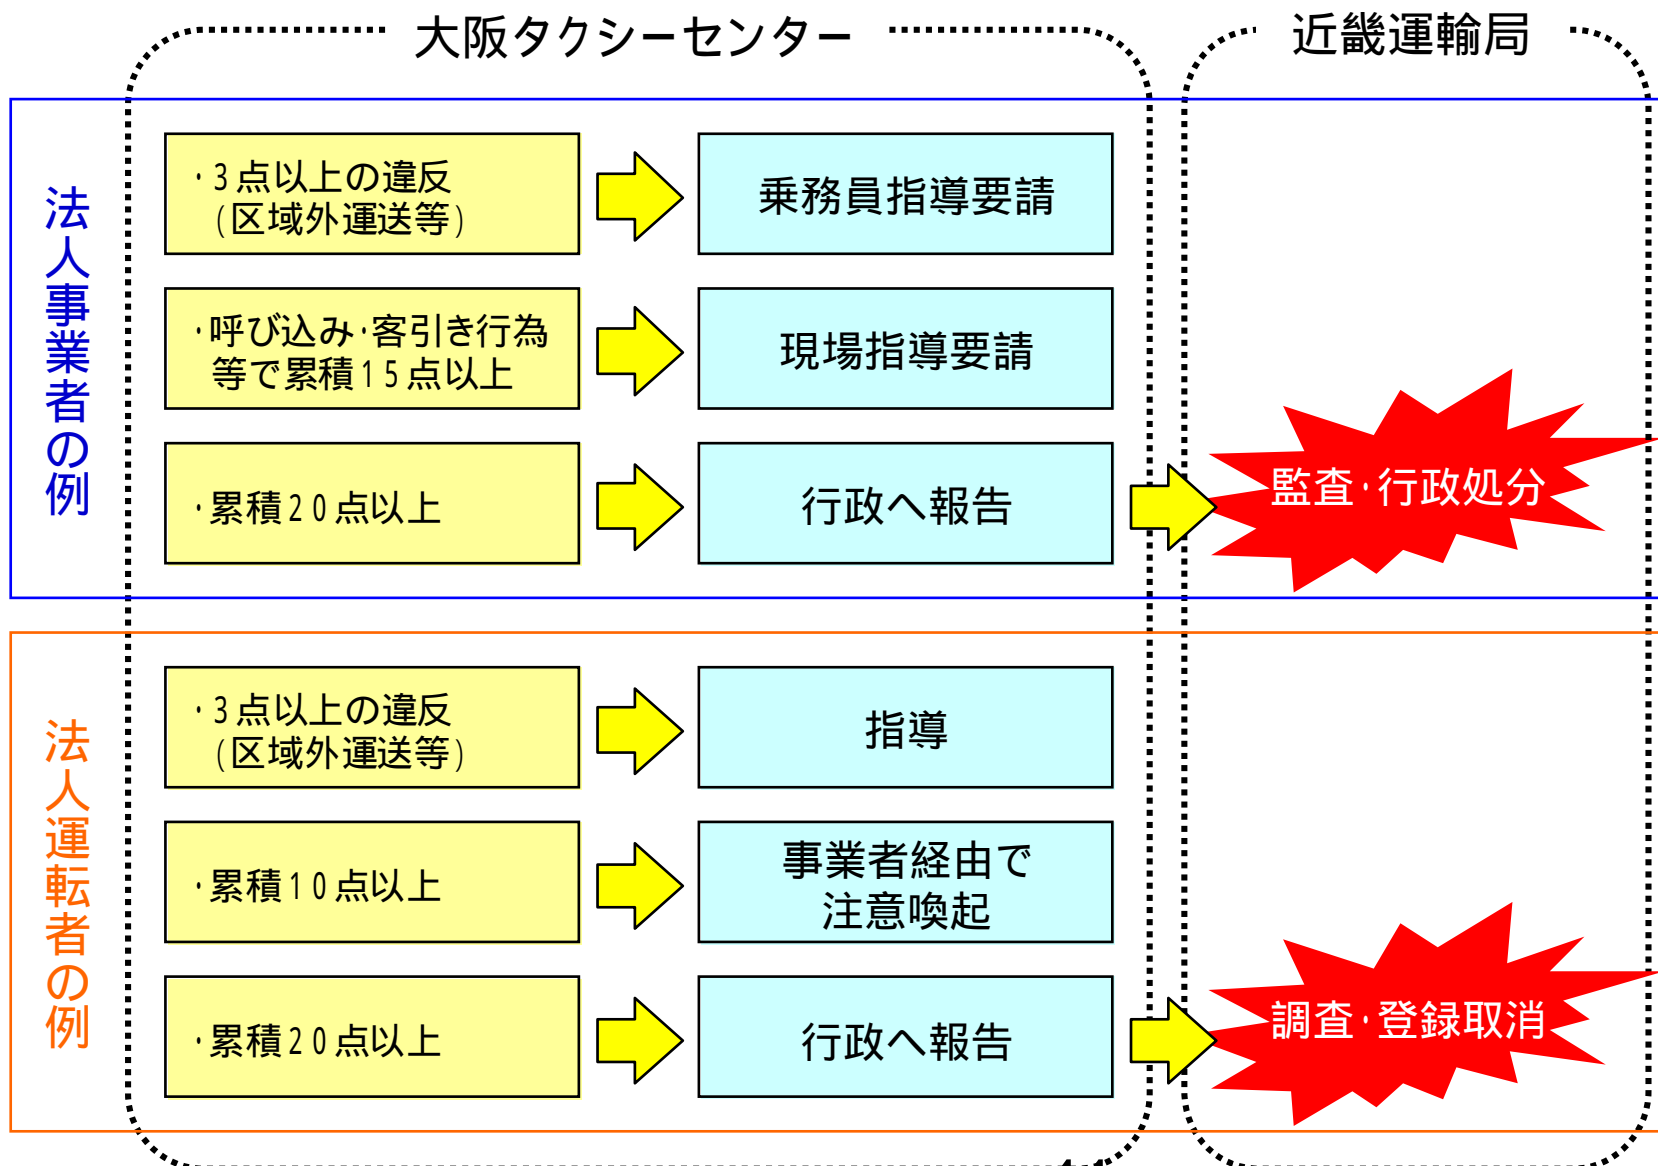 大阪タクシーセンター
近畿運輸局
法人事業者の例
・3点以上の違反
(区域外運送等)
乗務員指導要請
・呼び込み・客引き行為
等で累積15点以上
現場指導要請
・累積20点以上
行政へ報告
監査・行政処分
法人運転者の例
・3点以上の違反
(区域外運送等)
指導
・累積10点以上
事業者経由で
注意喚起
・累積20点以上
行政へ報告
調査・登録取消